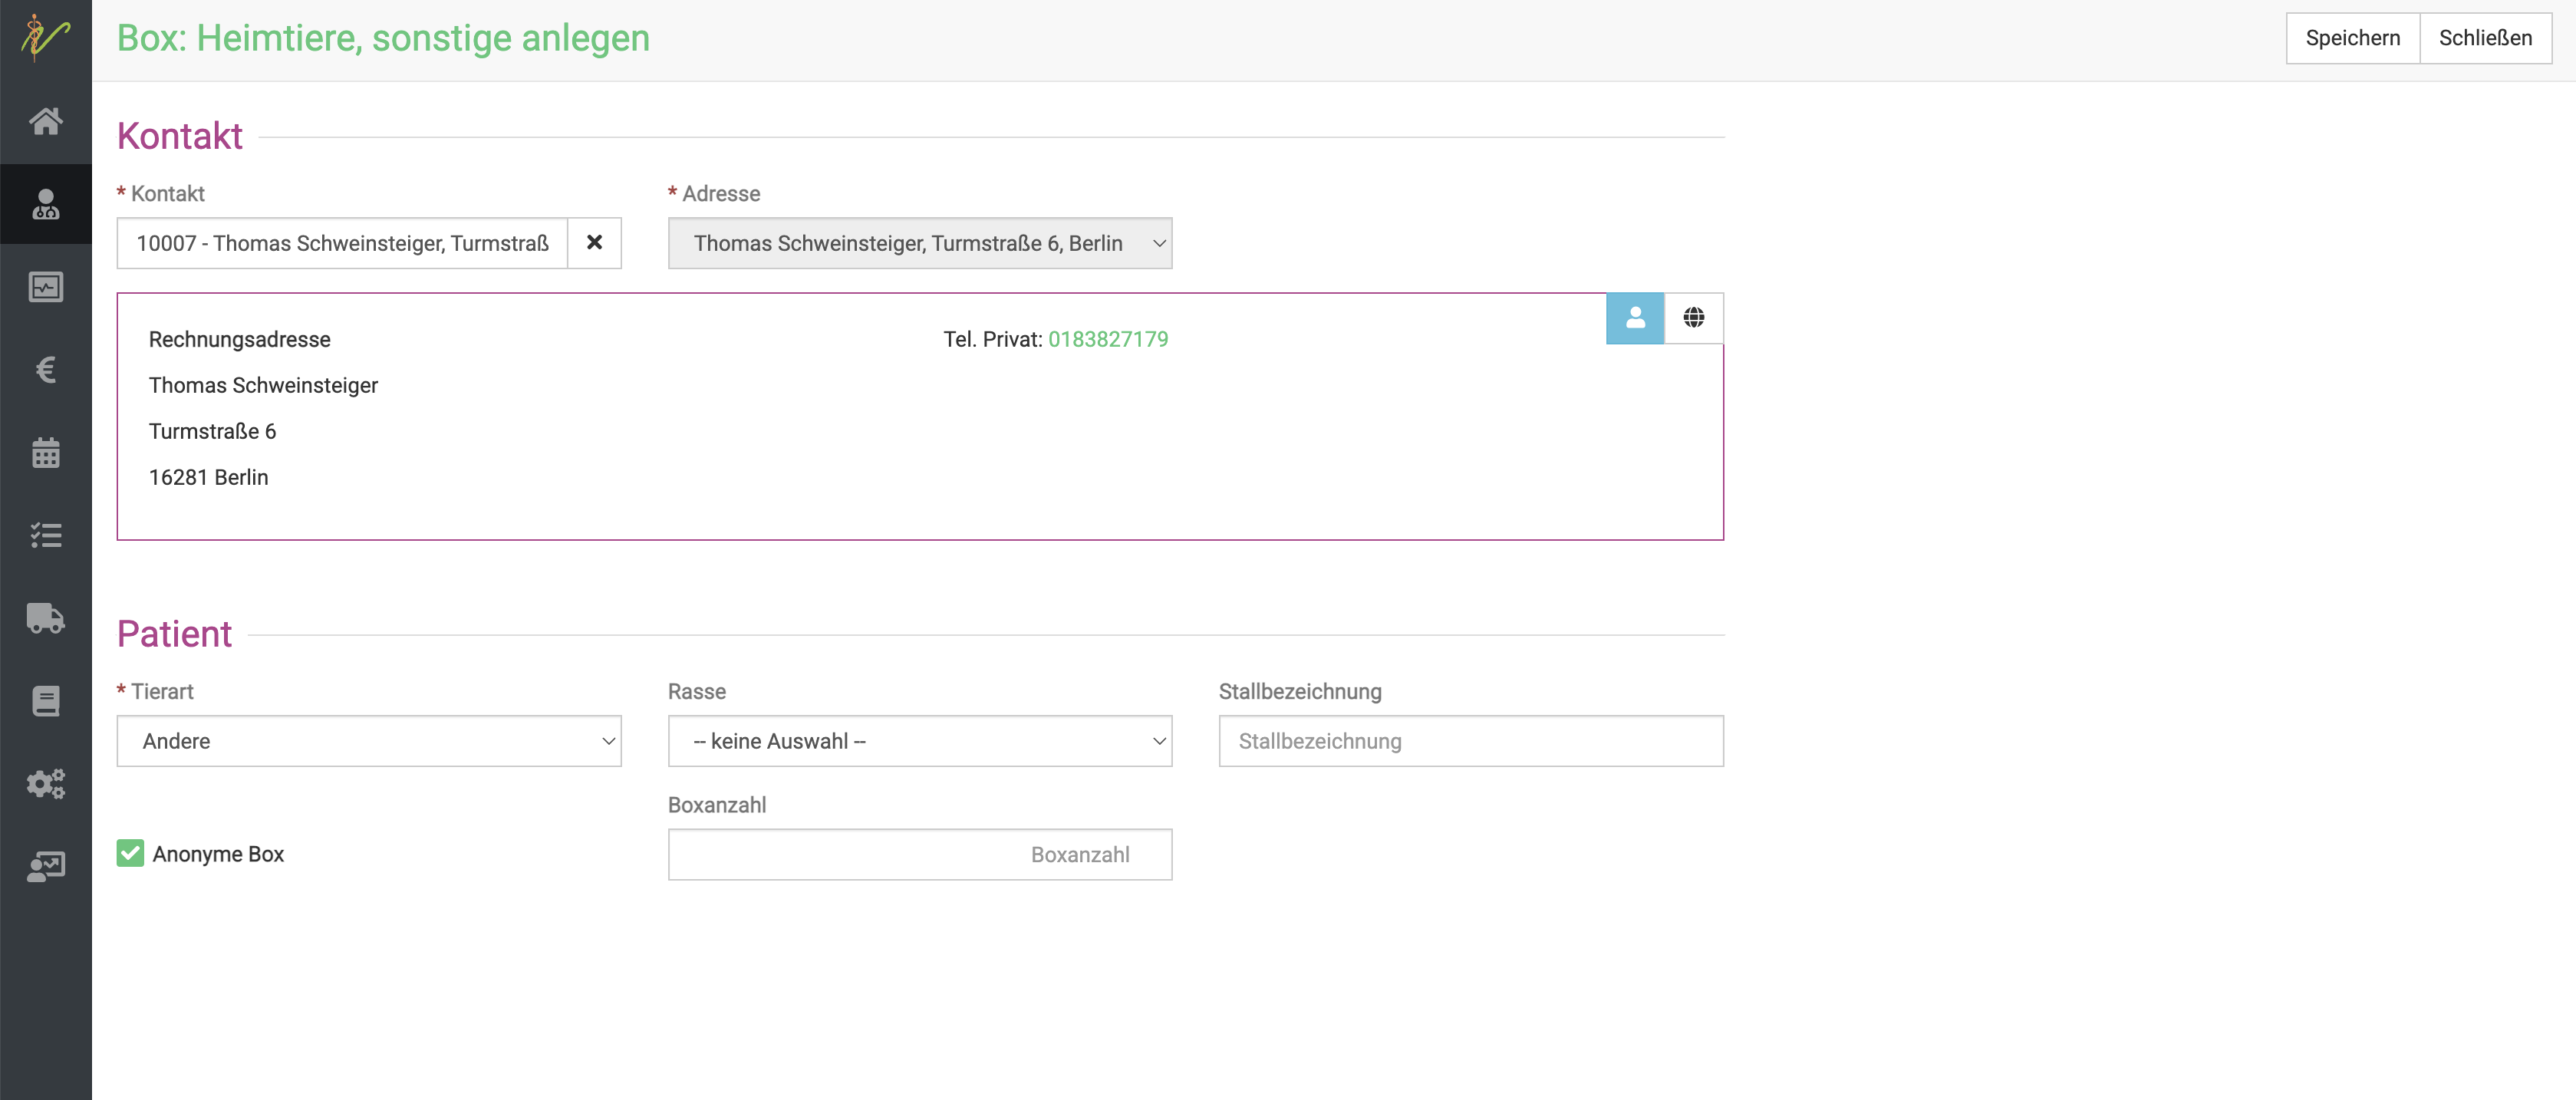 Box: Heimtiere, sonstige anlegen
Speichern
Schließen
Kontakt
* Kontakt
* Adresse
10007 - Thomas Schweinsteiger, Turmstraß
Thomas Schweinsteiger, Turmstraße 6, Berlin
Rechnungsadresse
Tel. Privat: 0183827179
Thomas Schweinsteiger
Turmstraße 6
16281 Berlin
Patient
* Tierart
Rasse
Stallbezeichnung
Andere
-- keine Auswahl --
Stallbezeichnung
Boxanzahl
Anonyme Box
Boxanzahl